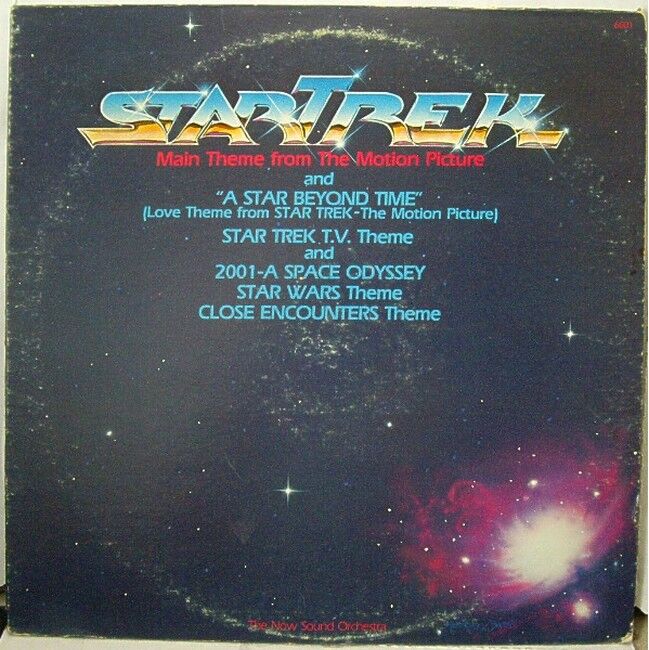 6001
STAR TREK
Main Theme from The Motion Picture
and
"A STAR BEYOND TIME"
(Love Theme from STAR TREK-The Motion Picture)
STAR TREK T.V. Theme
and
2001-A SPACE ODYSSEY
STAR WARS Theme
CLOSE ENCOUNTERS Theme
The Now Sound Orchestra